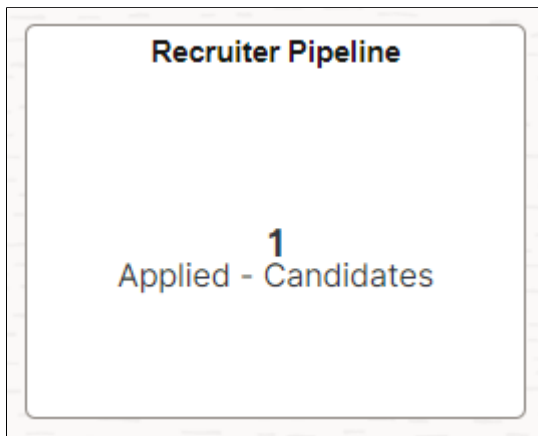 Recruiter Pipeline
1
Applied - Candidates